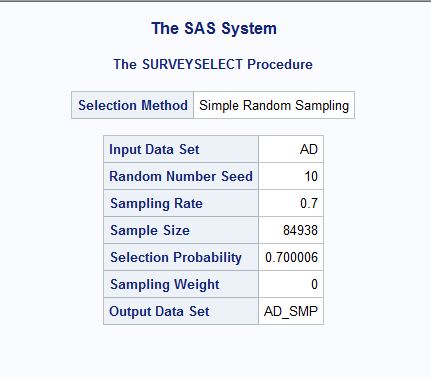 The SAS System
The SURVEYSELECT Procedure
Selection Method Simple Random Sampling
Input Data Set AD
Random Number Seed 10
Sampling Rate 0.7
Sample Size 84938
Selection Probability 0.700006
Sampling Weight 0
Output Data Set AD_SMP